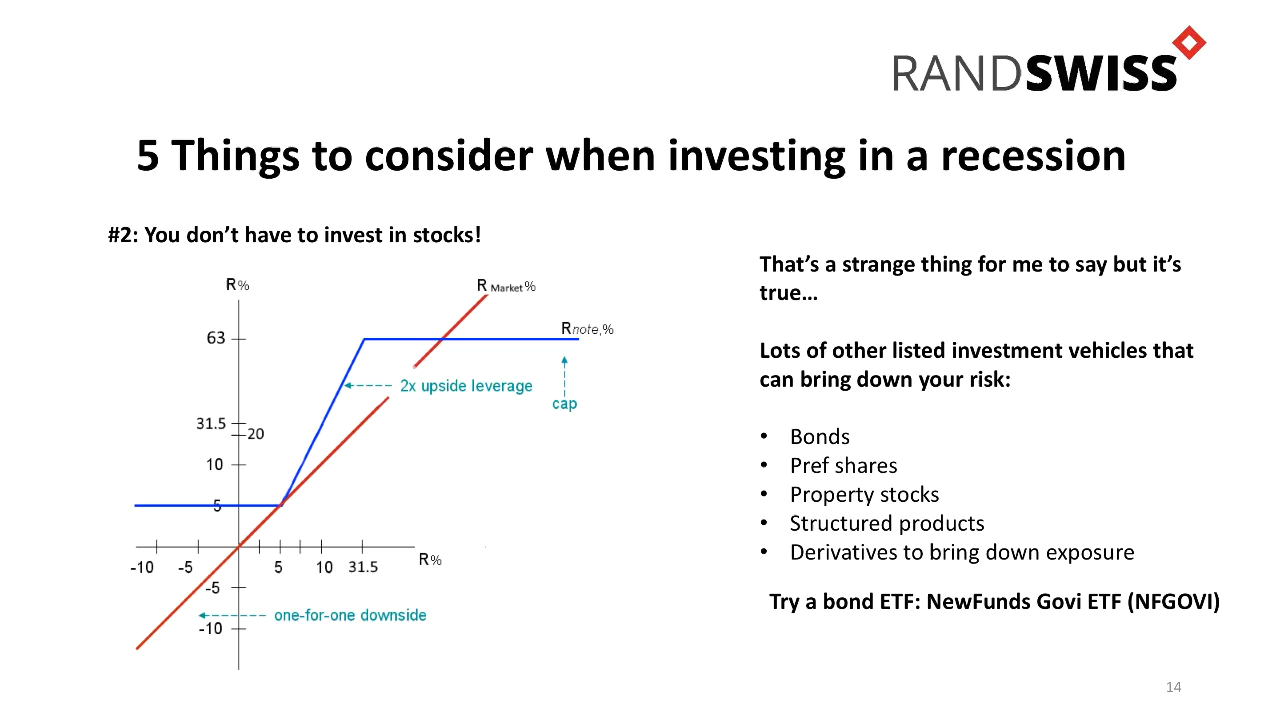 RANDSWISS
5 Things to consider when investing in a recession
#2: You don’t have to invest in stocks!
R%
R Market%
63
Rnote,%
2x upside leverage
cap
31.5
20
10
5
-10
-5
5
10
31.5
R%
-5
one-for-one downside
-10
That’s a strange thing for me to say but it’s
true…
Lots of other listed investment vehicles that
can bring down your risk:
• Bonds
• Pref shares
• Property stocks
• Structured products
• Derivatives to bring down exposure
Try a bond ETF: NewFunds Govi ETF (NFGOVI)
14